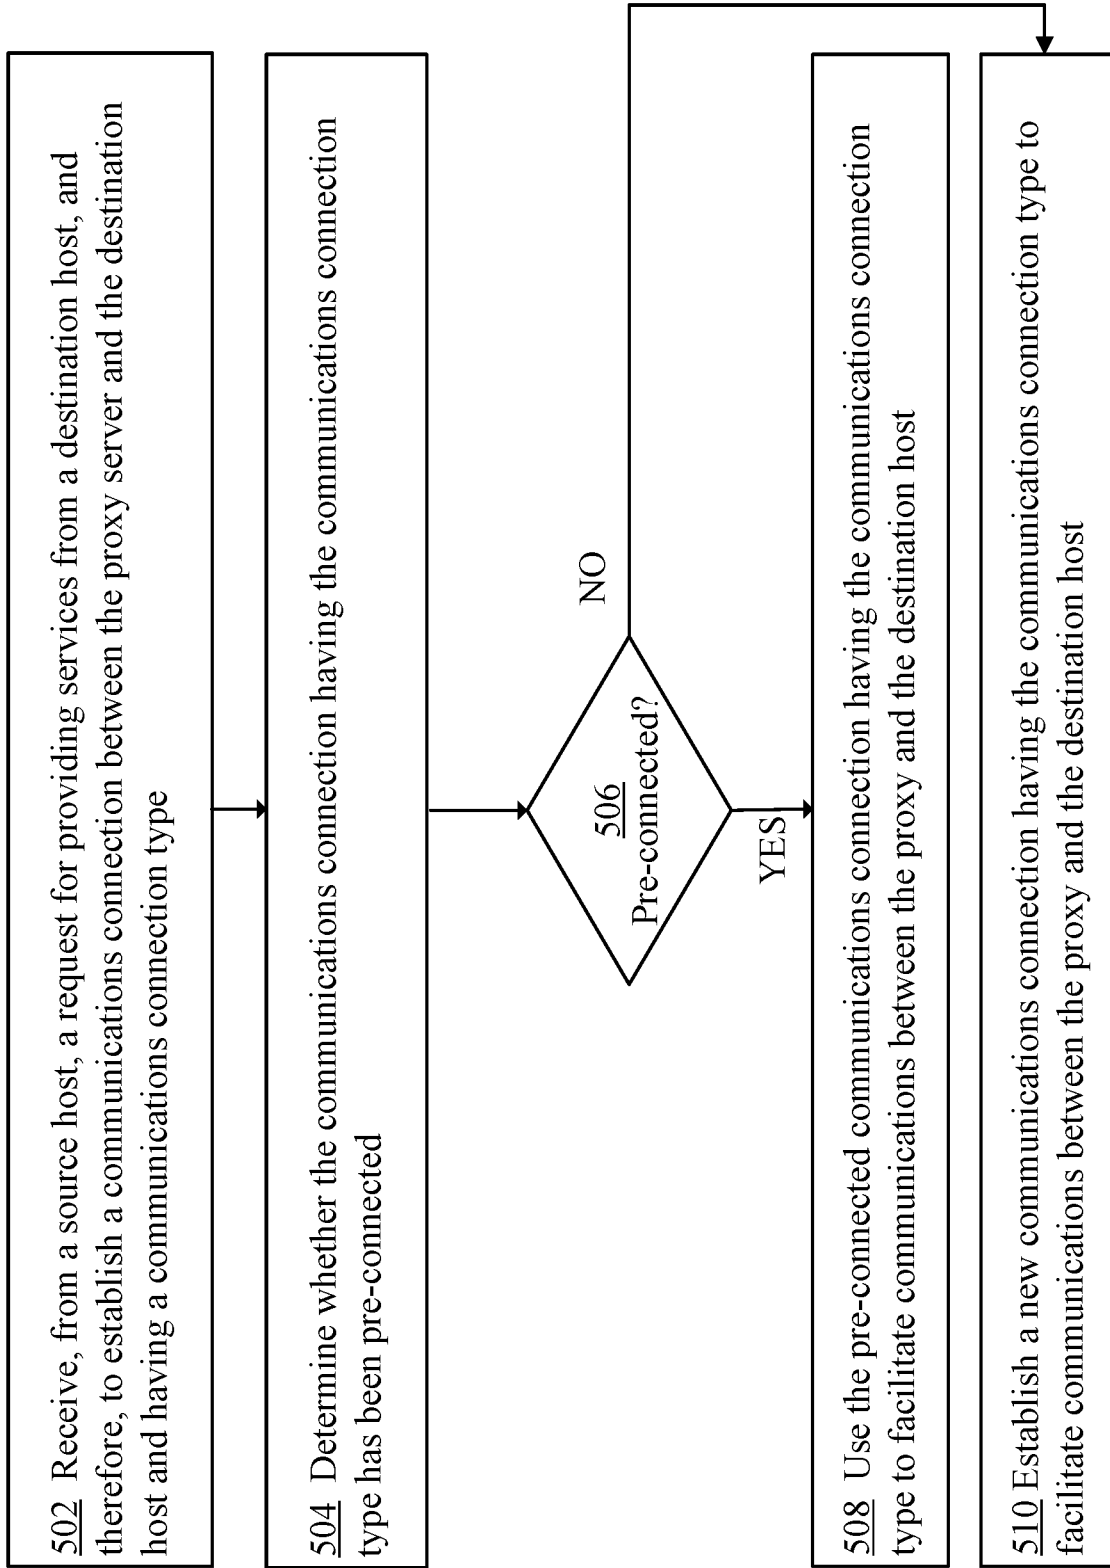 502 Receive, from a source host, a request for providing services from a destination host, and
therefore, to establish a communications connection between the proxy server and the destination
host and having a communications connection type
504 Determine whether the communications connection having the communications connection
type has been pre-connected
506
Pre-connected?
NO
YES
508 Use the pre-connected communications connection having the communications connection
type to facilitate communications between the proxy and the destination host
510 Establish a new communications connection having the communications connection type to
facilitate communications between the proxy and the destination host